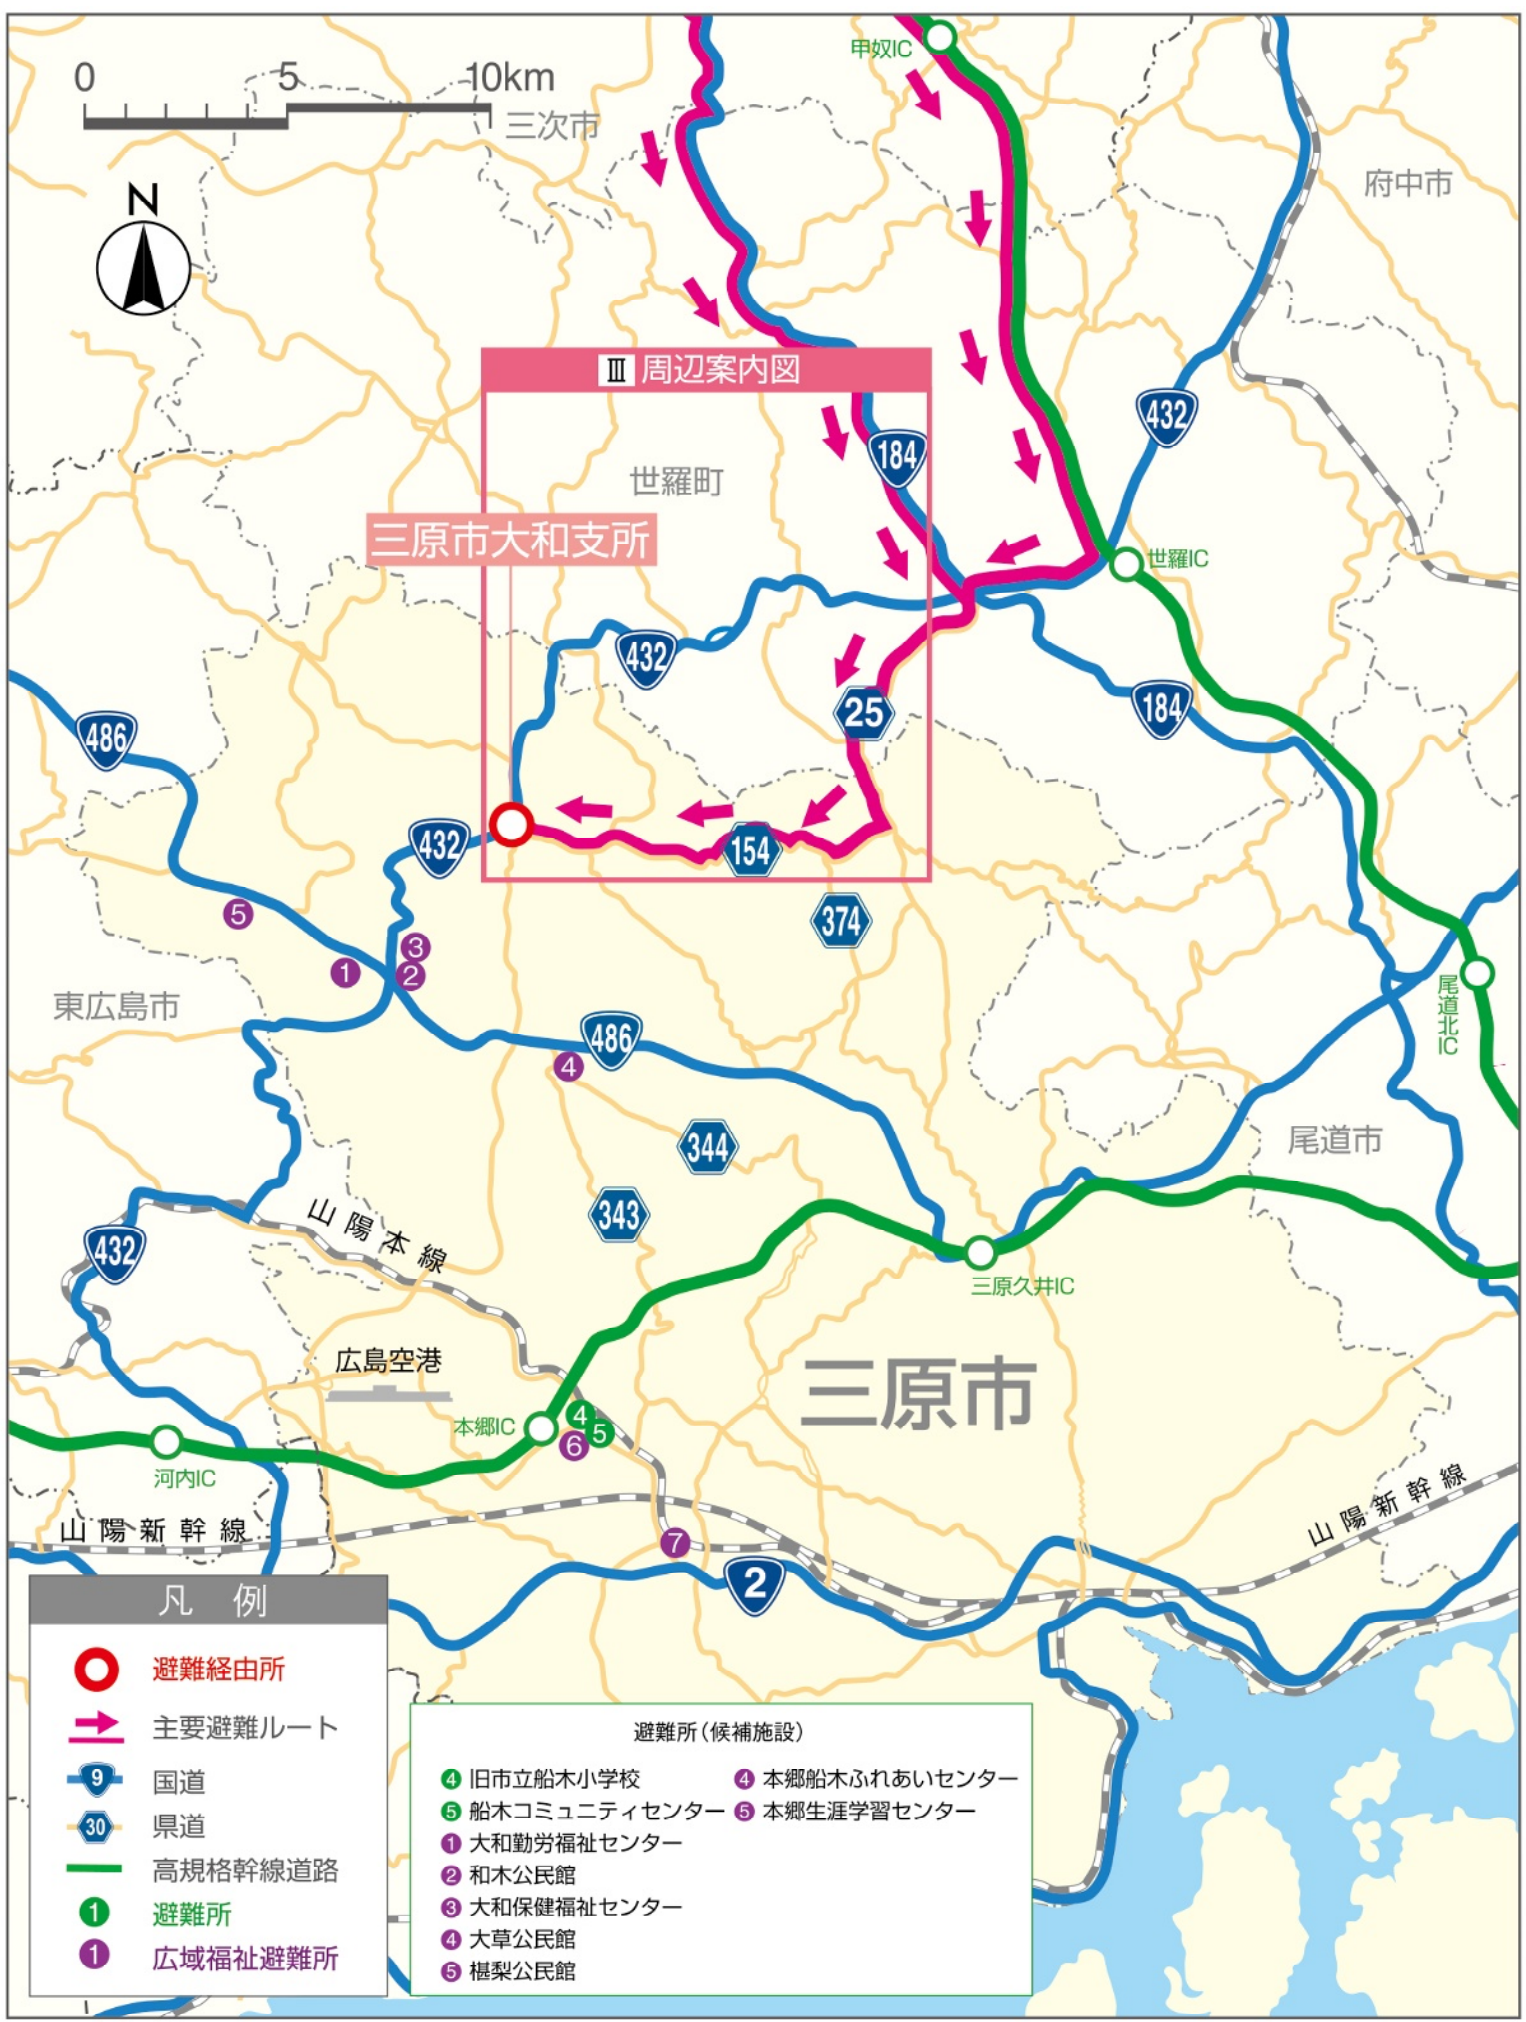 0 5 10km
N
甲奴IC
三次市
府中市
Ⅲ 周辺案内図
432
184
世羅町
三原市大和支所
世羅IC
432
25
184
486
432
154
5
374
3
1
2
東広島市
尾道北IC
486
4
344
尾道市
343
山陽本線
432
三原久井IC
広島空港
三原市
本郷IC
4
5
6
河内IC
山陽新幹線
山陽新幹線
7
2
凡 例
避難経由所
主要避難ルート
9 国道
30 県道
高規格幹線道路
1 避難所
1 広域福祉避難所
避難所(候補施設)
4 旧市立船木小学校
5 船木コミュニティセンター
1 大和勤労福祉センター
2 和木公民館
3 大和保健福祉センター
4 大草公民館
5 椹梨公民館
4 本郷船木ふれあいセンター
5 本郷生涯学習センター